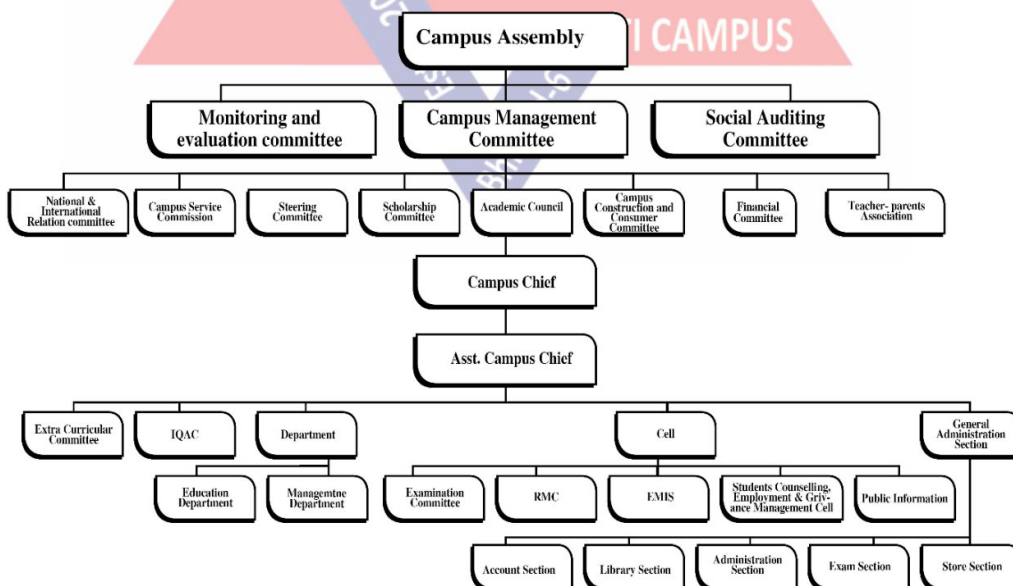 TI CAMPUS
Campus Assembly
Monitoring and
evaluation committee
Campus Management
Committee
Social Auditing
Committee
National &
International
Relation committee
Campus Service
Commission
Steering
Committee
Scholarship
Committee
Academic Council
Campus
Construction and
Consumer
Committee
Financial
Committee
Teacher- parents
Association
Campus Chief
Asst. Campus Chief
Extra Curricular
Committee
IQAC
Department
Cell
General
Administration
Section
Education
Department
Managemtne
Department
Examination
Committee
RMC
EMIS
Students Counselling,
Employment & Griv-
ance Management Cell
Public Information
Account Section
Library Section
Administration
Section
Exam Section
Store Section